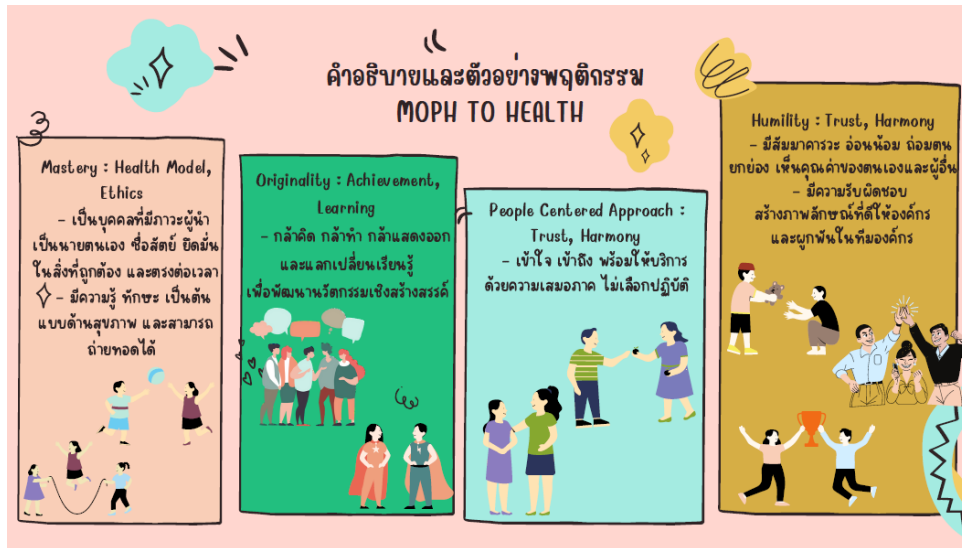 คำอธิบายและตัวอย่างพฤติกรรม
MOPH TO HEALTH
Mastery : Health Model,
Ethics
– เป็นบุคคลที่มีภาวะผู้นำ
เป็นนายตนเอง ซื่อสัตย์ ยึดมั่น
ในสิ่งที่ถูกต้อง และตรงต่อเวลา
– มีความรู้ ทักษะ เป็นต้น
แบบด้านสุขภาพ และสามารถ
ถ่ายทอดได้
Originality : Achievement,
Learning
– กล้าคิด กล้าทำ กล้าแสดงออก
และแลกเปลี่ยนเรียนรู้
เพื่อพัฒนานวัตกรรมเชิงสร้างสรรค์
People Centered Approach :
Trust, Harmony
– เข้าใจ เข้าถึง พร้อมให้บริการ
ด้วยความเสมอภาค ไม่เลือกปฏิบัติ
Humility : Trust, Harmony
– มีสัมมาคารวะ อ่อนน้อม ถ่อมตน
ยกย่อง เห็นคุณค่าของตนเองและผู้อื่น
– มีความรับผิดชอบ
สร้างภาพลักษณ์ที่ดีให้องค์กร
และผูกพันในทีมองค์กร